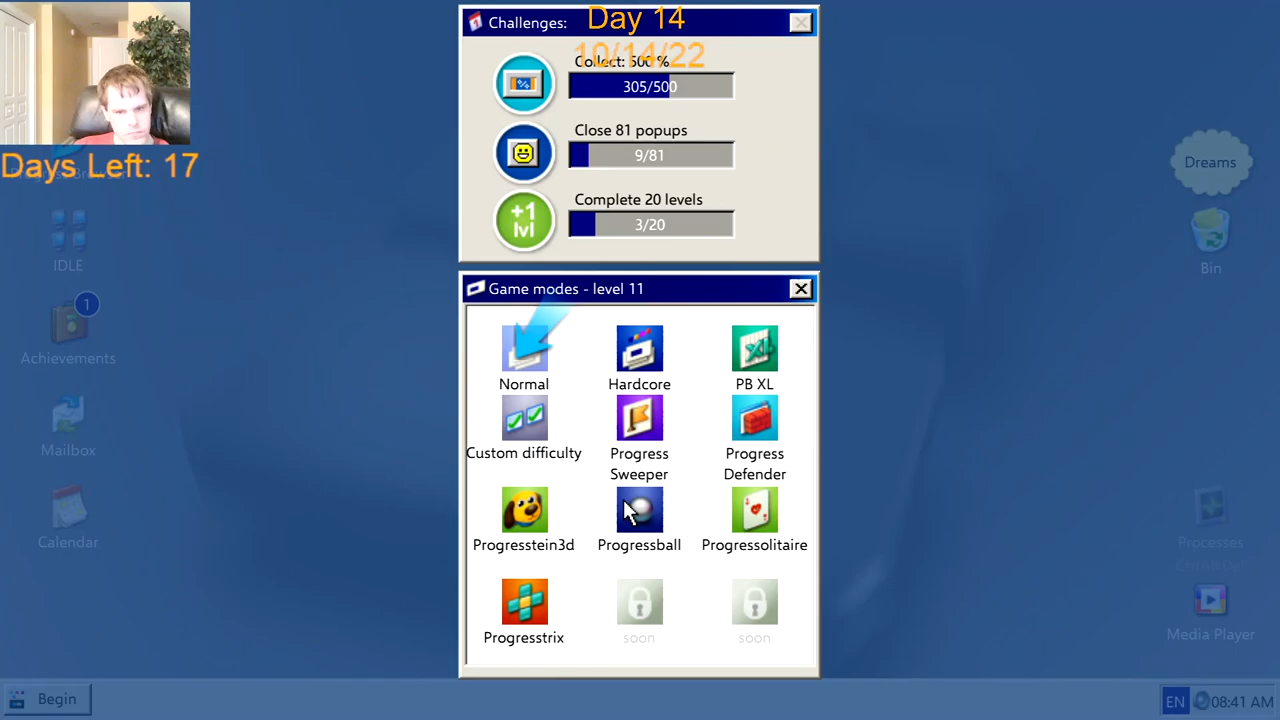 Challenges:
Day 14
10/14/22
Collect: 500 %
305/500
Close 81 popups
9/81
+1
lvl
Complete 20 levels
3/20
Days Left: 17
IDLE
1
Achievements
Mailbox
Calendar
Dreams
Bin
Media Player
Game modes - level 11
Normal
Hardcore
XL
PB XL
Custom difficulty
Progress
Sweeper
Progress
Defender
Progresstein3d
Progressball
Progressolitaire
Progresstrix
soon
soon
Processes
Begin
EN
08:41 AM